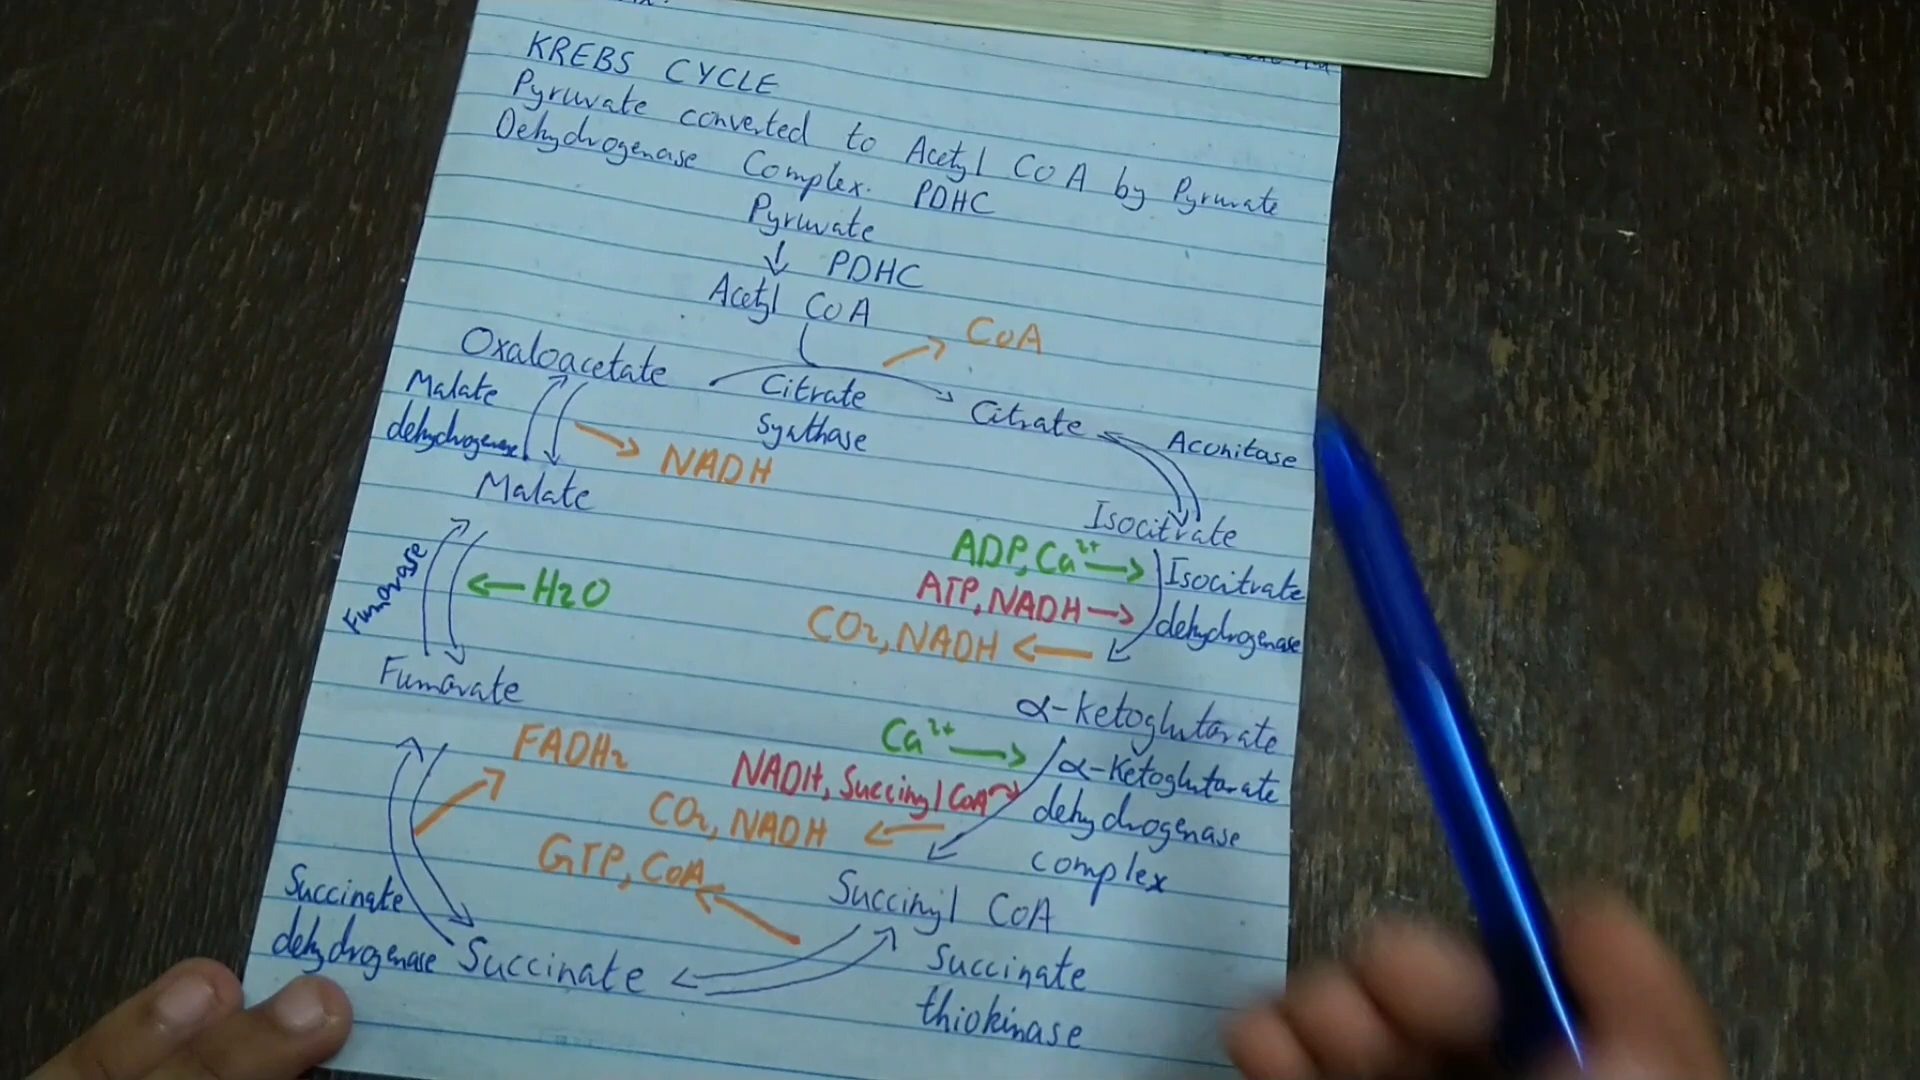 KREBS CYCLE
Pyruvate converted to Acetyl CoA by Pyruvate
Dehydrogenase Complex. PDHC
Pyruvate
PDHC
Acetyl CoA
CoA
Oxaloacetate
Citrate
Synthase
Citrate
Aconitase
Malate
dehydrogenase
NADH
Malate
Isocitrate
ADP, Ca²⁺
Isocitrate
dehydrogenase
ATP, NADH
CO₂, NADH
Fumarase
H2O
Fumarate
α-ketoglutarate
Ca²⁺
α-Ketoglutarate
dehydrogenase
complex
NADH, Succinyl CoA
CO₂, NADH
FADH₂
GTP, CoA
Succinyl CoA
Succinate
dehydrogenase
Succinate
Succinate
thiokinase